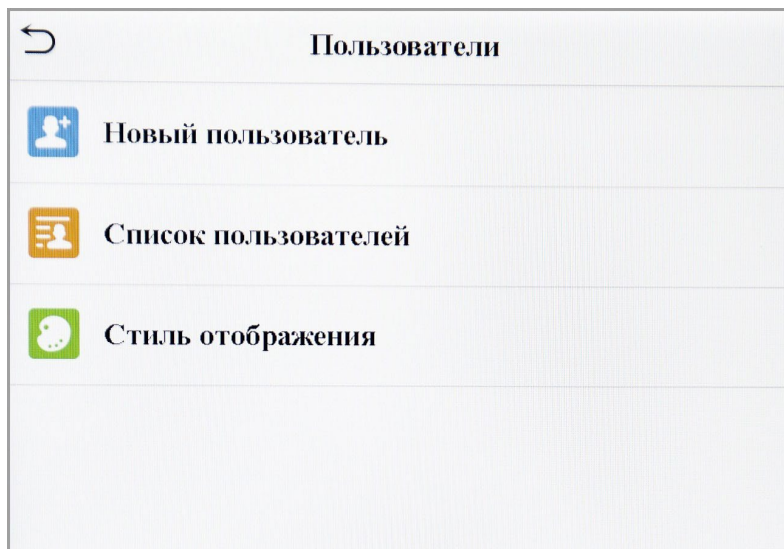 Пользователи
Новый пользователь
Список пользователей
Стиль отображения